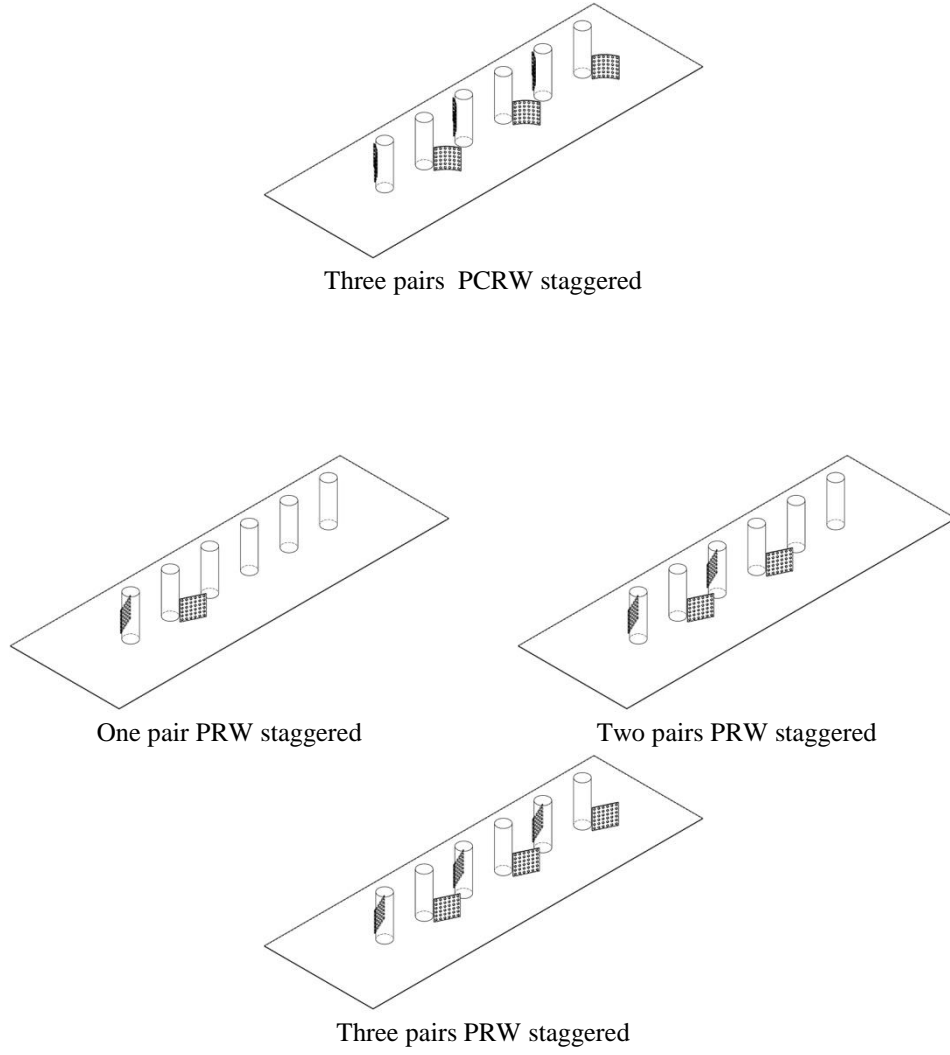 Three pairs  PCRW staggered
One pair PRW staggered
Two pairs PRW staggered
Three pairs PRW staggered